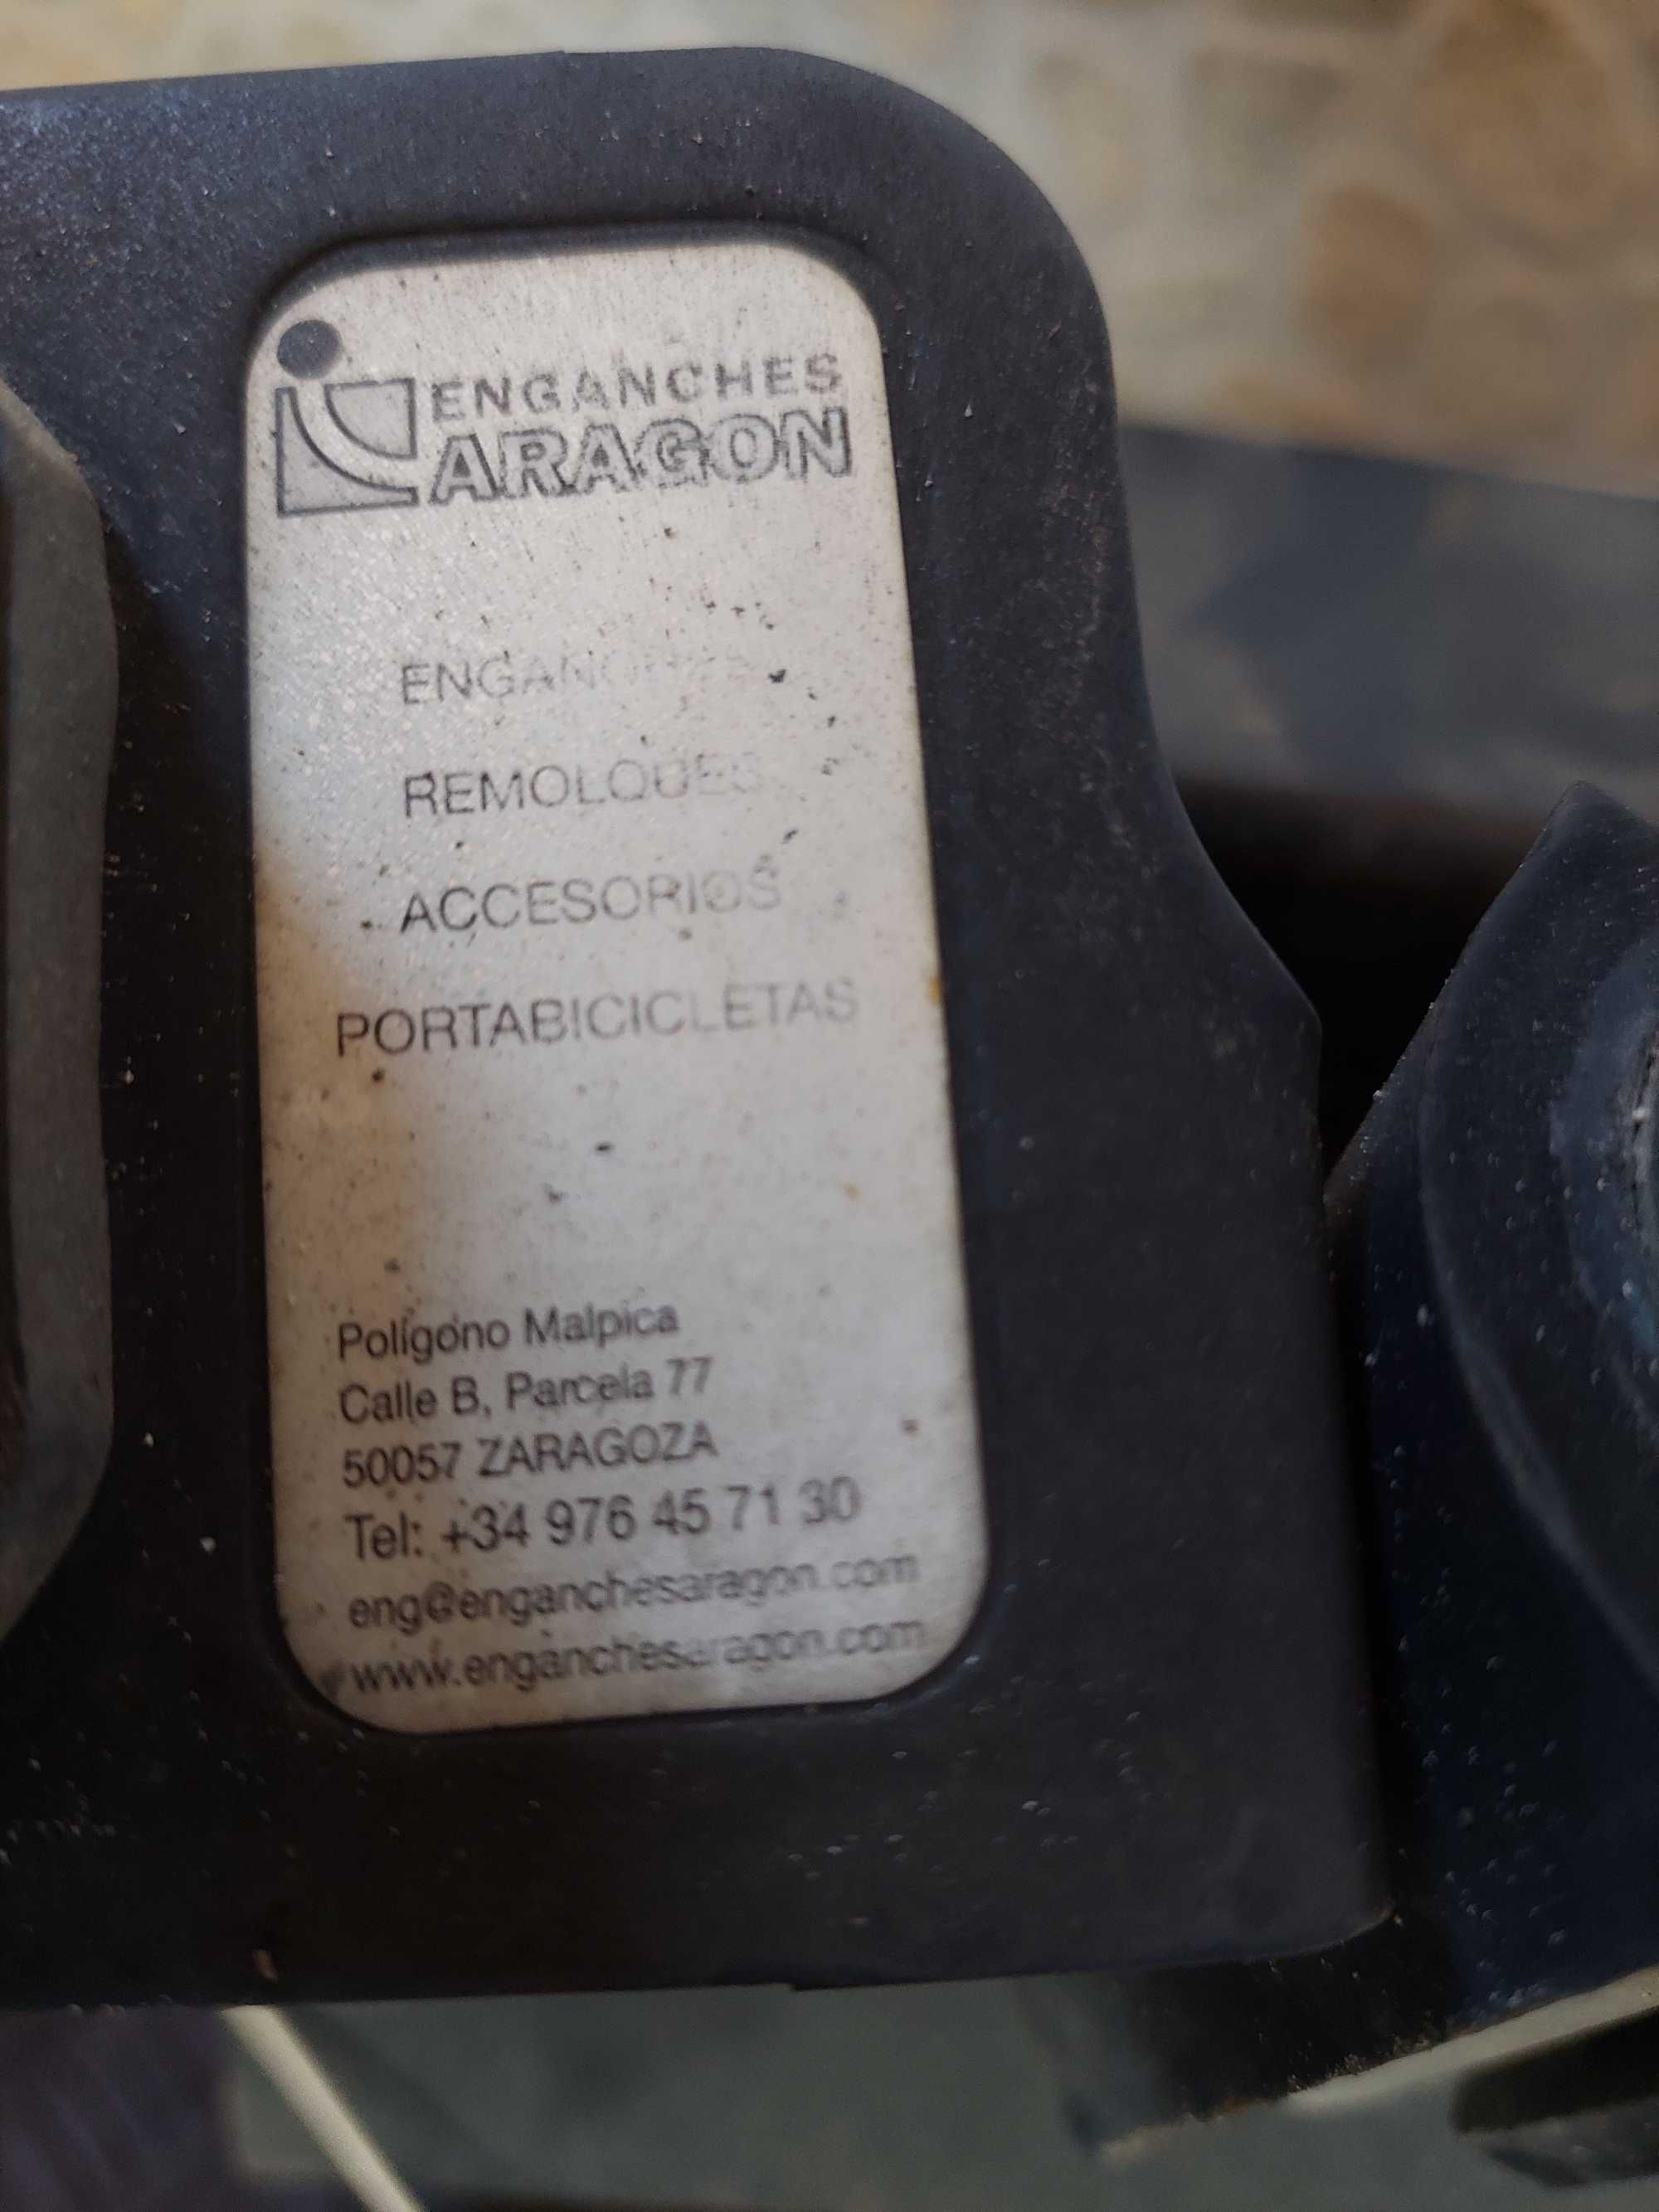 ENGANCHES
ARAGON
ENGANCHES
REMOLQUES
ACCESORIOS
PORTABICICLETAS
Polígono Malpica
Calle B, Parcela 77
50057 ZARAGOZA
Tel: +34 976 45 71 30
eng@enganchesaragon.com
www.enganchesaragon.com